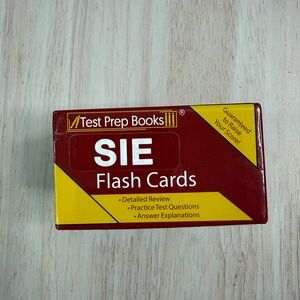 Test Prep Books
®
Guaranteed
to Raise
Your Score!
SIE
Flash Cards
• Detailed Review
• Practice Test Questions
• Answer Explanations